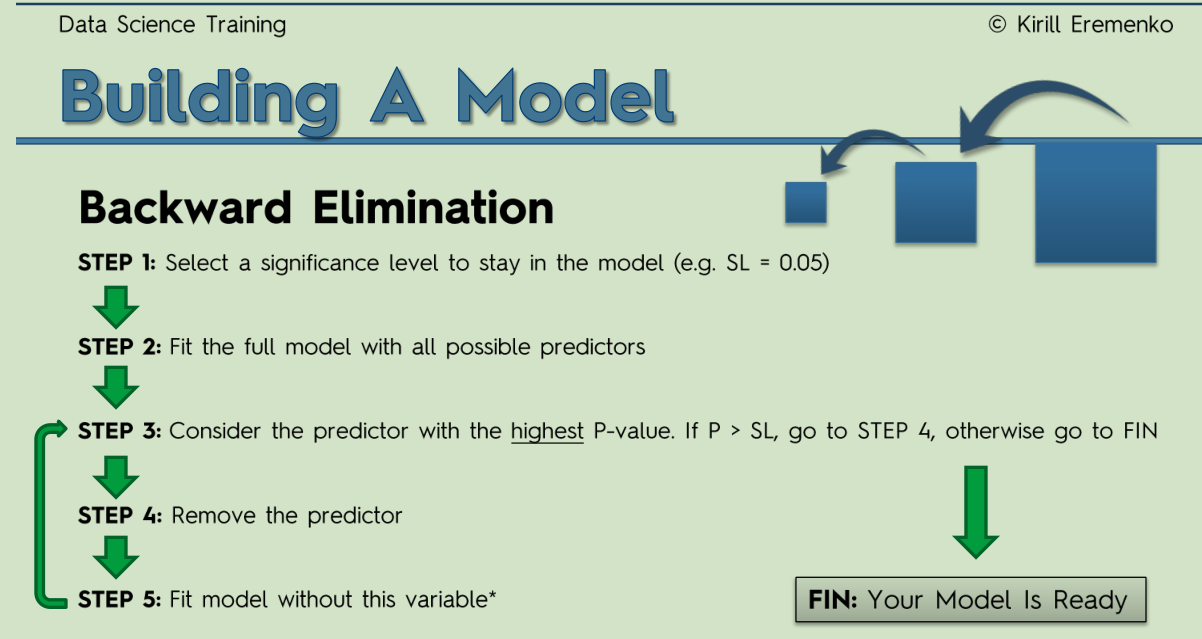 Data Science Training
© Kirill Eremenko
Building A Model
Backward Elimination
STEP 1: Select a significance level to stay in the model (e.g. SL = 0.05)
STEP 2: Fit the full model with all possible predictors
STEP 3: Consider the predictor with the highest P-value. If P > SL, go to STEP 4, otherwise go to FIN
STEP 4: Remove the predictor
STEP 5: Fit model without this variable*
FIN: Your Model Is Ready